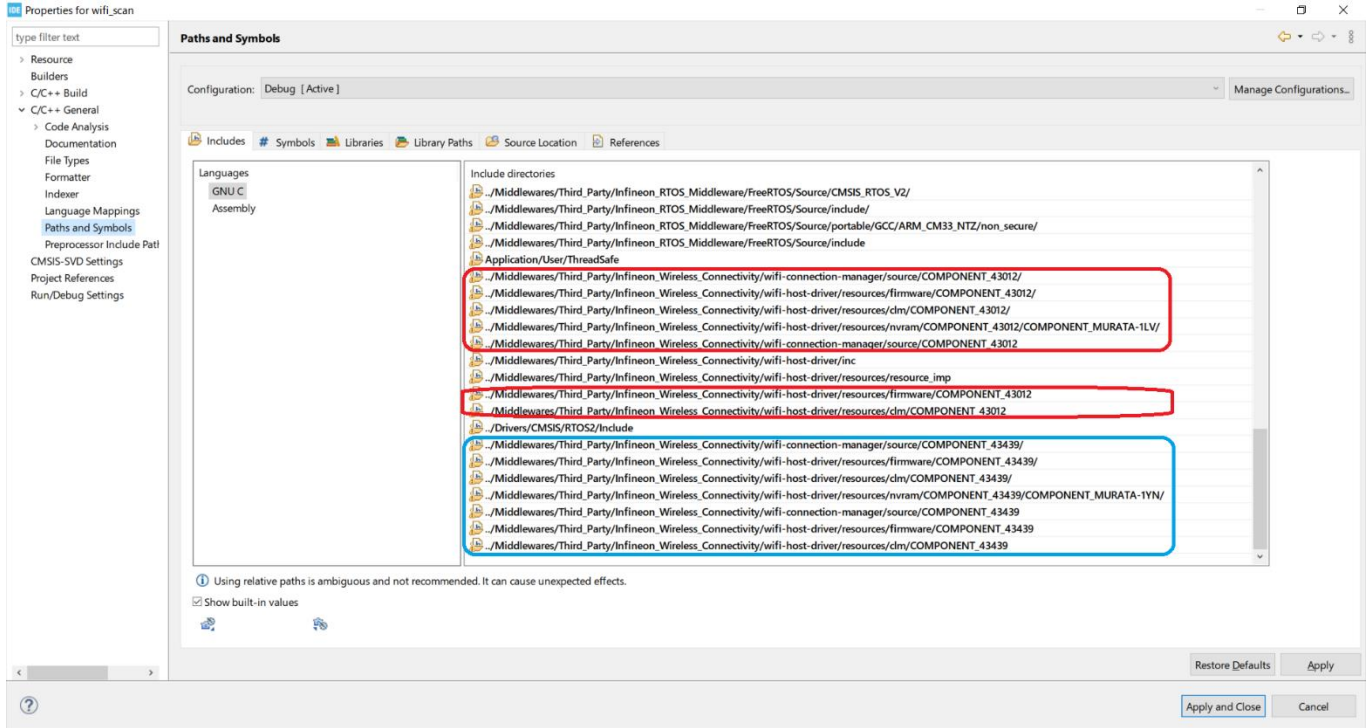 IDE Properties for wifi_scan
type filter text
Resource
Builders
C/C++ Build
C/C++ General
Code Analysis
Documentation
File Types
Formatter
Indexer
Language Mappings
Paths and Symbols
Preprocessor Include Patl
CMSIS-SVD Settings
Project References
Run/Debug Settings
Paths and Symbols
Configuration: Debug [ Active ]
Manage Configurations...
Includes # Symbols Libraries Library Paths Source Location References
Languages
GNU C
Assembly
Include directories
../Middlewares/Third_Party/Infineon_RTOS_Middleware/FreeRTOS/Source/CMSIS_RTOS_V2/
../Middlewares/Third_Party/Infineon_RTOS_Middleware/FreeRTOS/Source/include/
../Middlewares/Third_Party/Infineon_RTOS_Middleware/FreeRTOS/Source/portable/GCC/ARM_CM33_NTZ/non_secure/
../Middlewares/Third_Party/Infineon_RTOS_Middleware/FreeRTOS/Source/include
Application/User/ThreadSafe
../Middlewares/Third_Party/Infineon_Wireless_Connectivity/wifi-connection-manager/source/COMPONENT_43012/
../Middlewares/Third_Party/Infineon_Wireless_Connectivity/wifi-host-driver/resources/firmware/COMPONENT_43012/
../Middlewares/Third_Party/Infineon_Wireless_Connectivity/wifi-host-driver/resources/clm/COMPONENT_43012/
../Middlewares/Third_Party/Infineon_Wireless_Connectivity/wifi-host-driver/resources/nvram/COMPONENT_43012/COMPONENT_MURATA-1LV/
../Middlewares/Third_Party/Infineon_Wireless_Connectivity/wifi-connection-manager/source/COMPONENT_43012
../Middlewares/Third_Party/Infineon_Wireless_Connectivity/wifi-host-driver/inc
../Middlewares/Third_Party/Infineon_Wireless_Connectivity/wifi-host-driver/resources/resource_imp
../Middlewares/Third_Party/Infineon_Wireless_Connectivity/wifi-host-driver/resources/firmware/COMPONENT_43012
../Middlewares/Third_Party/Infineon_Wireless_Connectivity/wifi-host-driver/resources/clm/COMPONENT_43012
../Drivers/CMSIS/RTOS2/Include
../Middlewares/Third_Party/Infineon_Wireless_Connectivity/wifi-connection-manager/source/COMPONENT_43439/
../Middlewares/Third_Party/Infineon_Wireless_Connectivity/wifi-host-driver/resources/firmware/COMPONENT_43439/
../Middlewares/Third_Party/Infineon_Wireless_Connectivity/wifi-host-driver/resources/clm/COMPONENT_43439/
../Middlewares/Third_Party/Infineon_Wireless_Connectivity/wifi-host-driver/resources/nvram/COMPONENT_43439/COMPONENT_MURATA-1YN/
../Middlewares/Third_Party/Infineon_Wireless_Connectivity/wifi-connection-manager/source/COMPONENT_43439
../Middlewares/Third_Party/Infineon_Wireless_Connectivity/wifi-host-driver/resources/firmware/COMPONENT_43439
../Middlewares/Third_Party/Infineon_Wireless_Connectivity/wifi-host-driver/resources/clm/COMPONENT_43439
Using relative paths is ambiguous and not recommended. It can cause unexpected effects.
Show built-in values
Restore Defaults
Apply
Apply and Close
Cancel